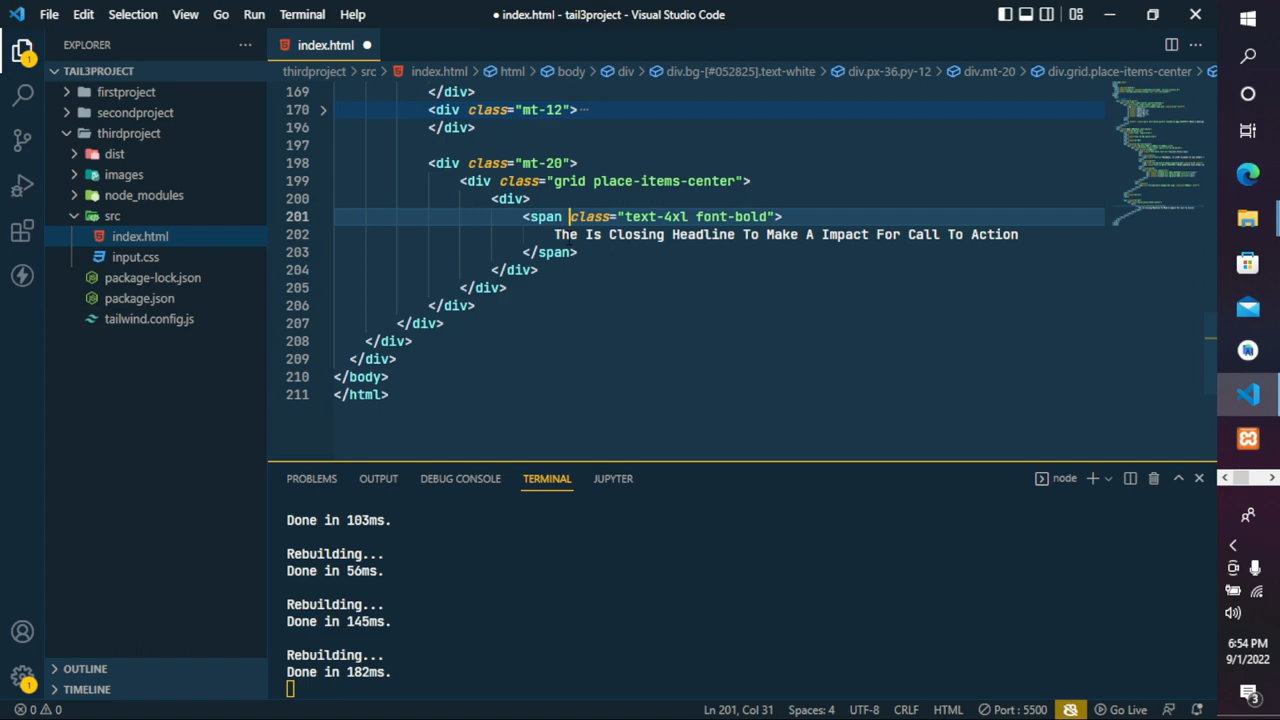 File Edit Selection View Go Run Terminal Help
● index.html - tail3project - Visual Studio Code
EXPLORER
index.html
TAIL3PROJECT
firstproject
secondproject
thirdproject
dist
images
node_modules
src
index.html
input.css
package-lock.json
package.json
tailwind.config.js
OUTLINE
TIMELINE
1
1
thirdproject > src > index.html > html > body > div > div.bg-[#052825].text-white > div.px-36.py-12 > div.mt-20 > div.grid.place-items-center >
169 </div>
170 <div class="mt-12">…
196 </div>
197
198 <div class="mt-20">
199 <div class="grid place-items-center">
200 <div>
201 <span class="text-4xl font-bold">
202 The Is Closing Headline To Make A Impact For Call To Action
203 </span>
204 </div>
205 </div>
206 </div>
207 </div>
208 </div>
209 </div>
210 </body>
211 </html>
PROBLEMS OUTPUT DEBUG CONSOLE TERMINAL JUPYTER
node
Done in 103ms.
Rebuilding...
Done in 56ms.
Rebuilding...
Done in 145ms.
Rebuilding...
Done in 182ms.
0 0
Ln 201, Col 31 Spaces: 4 UTF-8 CRLF HTML Port : 5500 Go Live
6:54 PM
9/1/2022
3